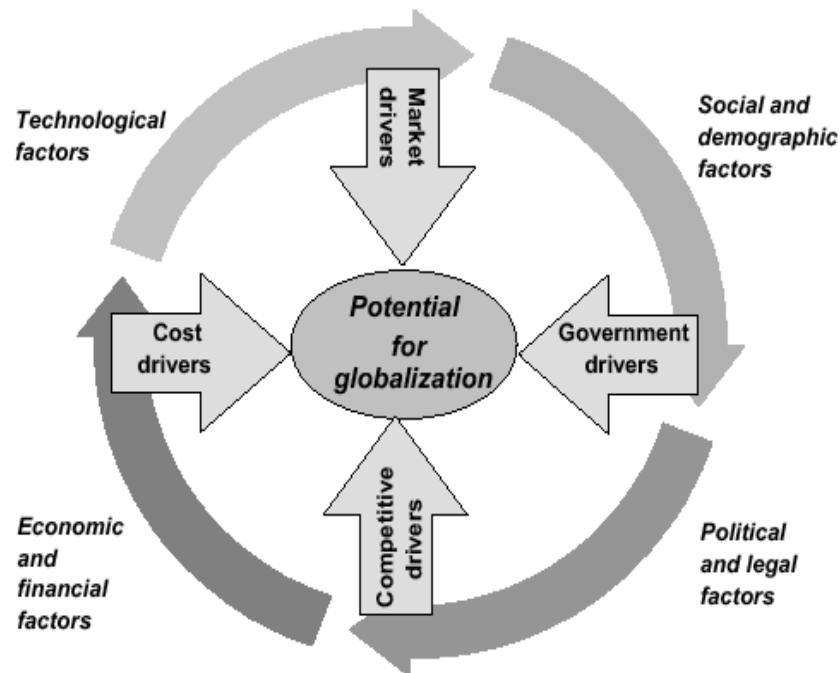 Technological
factors
Market
drivers
Social and
demographic
factors
Cost
drivers
Potential
for
globalization
Government
drivers
Competitive
drivers
Economic
and
financial
factors
Political
and legal
factors